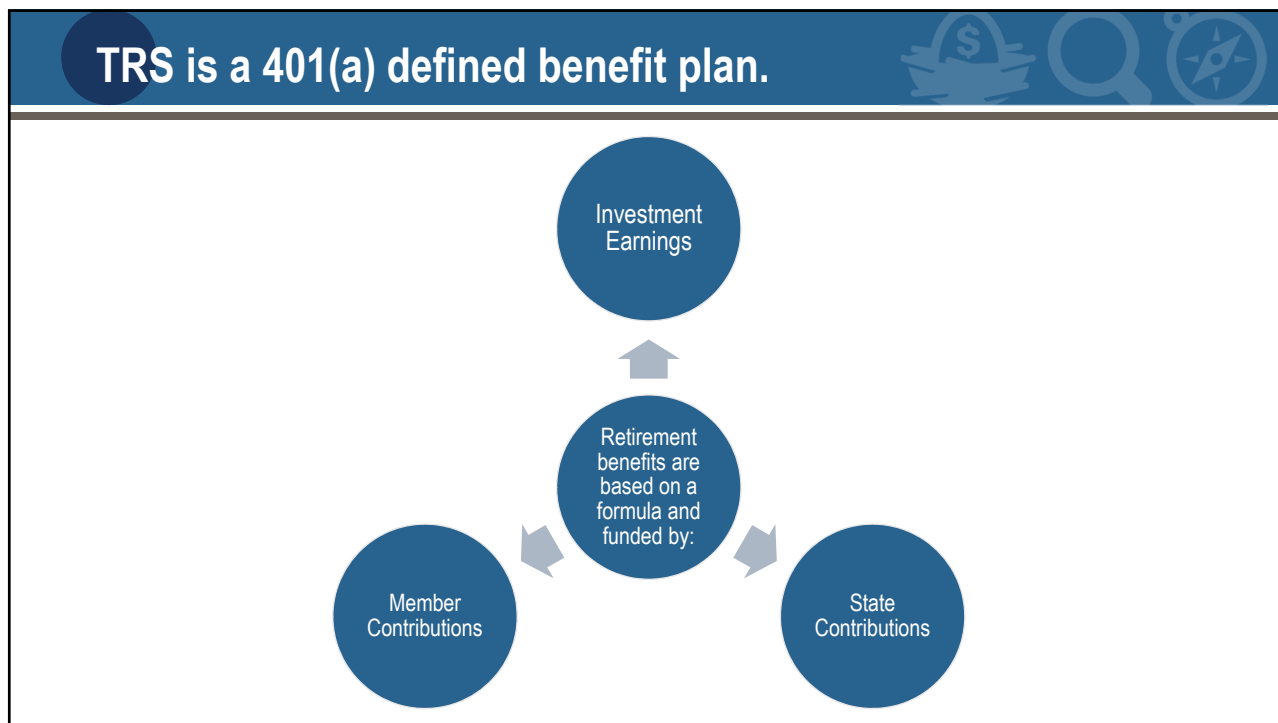 TRS is a 401(a) defined benefit plan.
$
Investment
Earnings
Retirement
benefits are
based on a
formula and
funded by:
Member
Contributions
State
Contributions